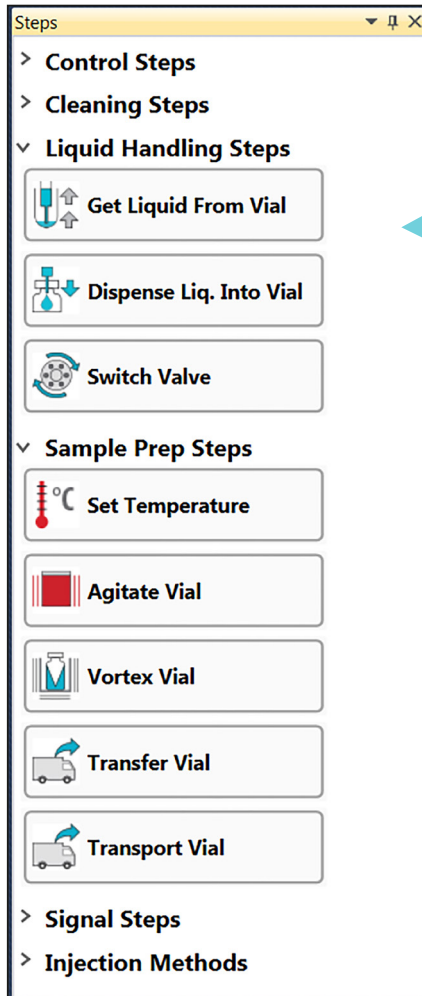 Steps
Control Steps
Cleaning Steps
Liquid Handling Steps
Get Liquid From Vial
Dispense Liq. Into Vial
Switch Valve
Sample Prep Steps
°C Set Temperature
Agitate Vial
Vortex Vial
Transfer Vial
Transport Vial
Signal Steps
Injection Methods